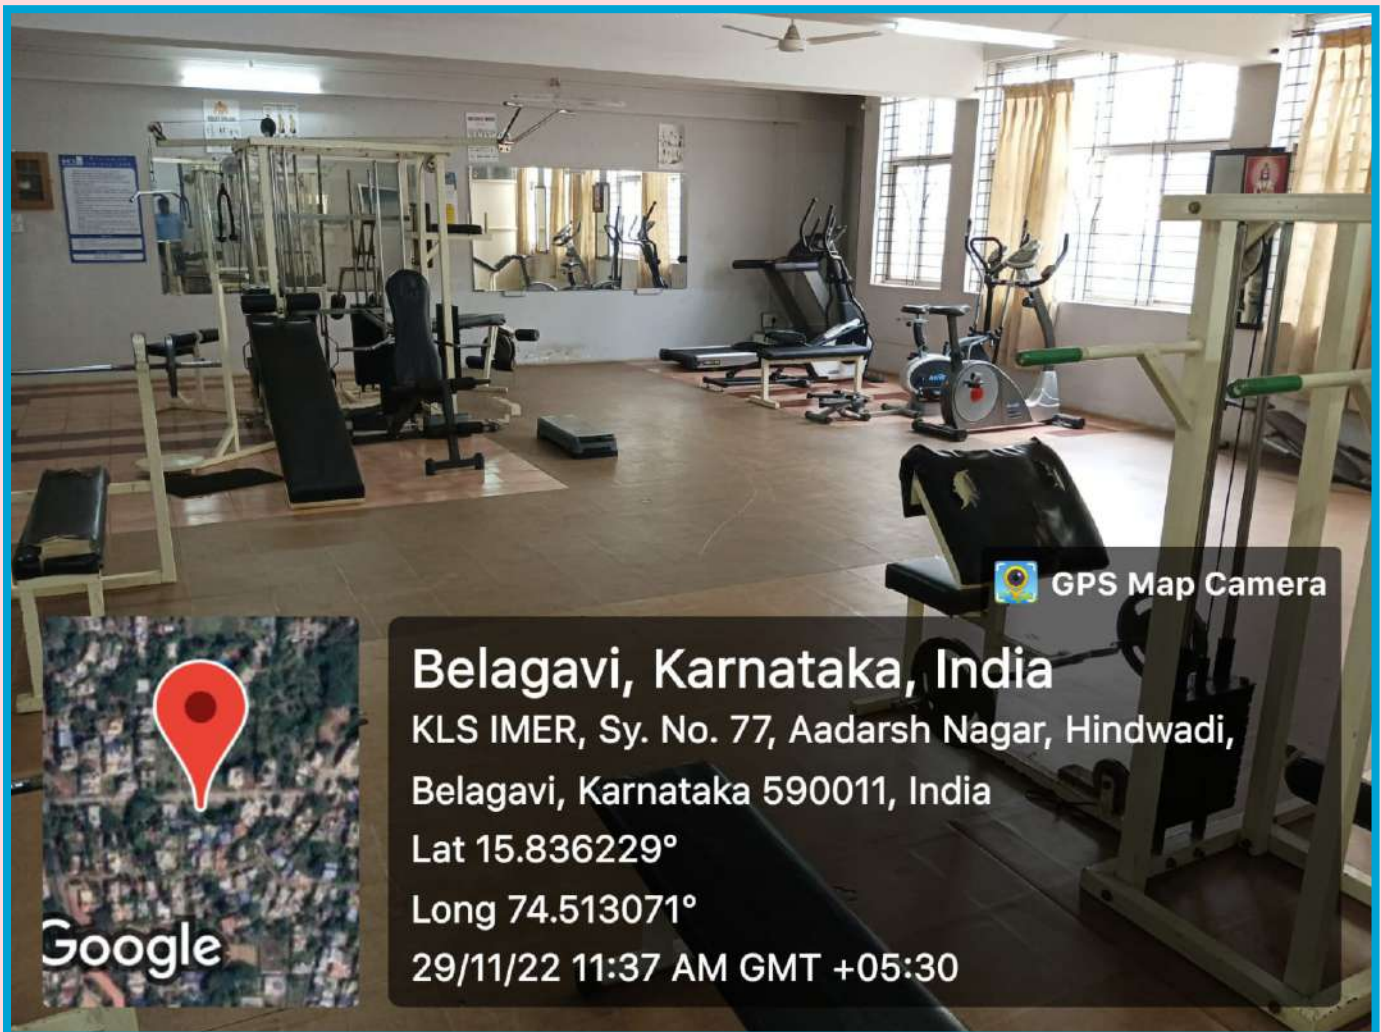 GPS Map Camera
Belagavi, Karnataka, India
KLS IMER, Sy. No. 77, Aadarsh Nagar, Hindwadi,
Belagavi, Karnataka 590011, India
Lat 15.836229°
Long 74.513071°
29/11/22 11:37 AM GMT +05:30
Google